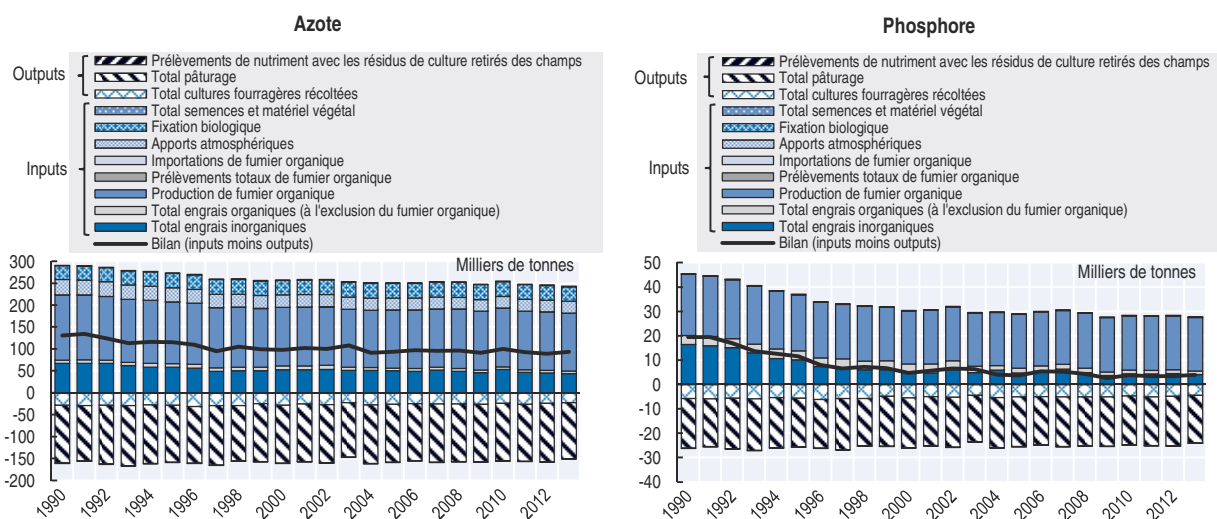 Azote
Outputs
Prélèvements de nutriment avec les résidus de culture retirés des champs
Total pâturage
Total cultures fourragères récoltées
Inputs
Total semences et matériel végétal
Fixation biologique
Apports atmosphériques
Importations de fumier organique
Prélèvements totaux de fumier organique
Production de fumier organique
Total engrais organiques (à l'exclusion du fumier organique)
Total engrais inorganiques
Bilan (inputs moins outputs)
Milliers de tonnes
300
250
200
150
100
50
0
-50
-100
-150
-200
1990
1992
1994
1996
1998
2000
2002
2004
2006
2008
2010
2012
Phosphore
Outputs
Prélèvements de nutriment avec les résidus de culture retirés des champs
Total pâturage
Total cultures fourragères récoltées
Inputs
Total semences et matériel végétal
Fixation biologique
Apports atmosphériques
Importations de fumier organique
Prélèvements totaux de fumier organique
Production de fumier organique
Total engrais organiques (à l'exclusion du fumier organique)
Total engrais inorganiques
Bilan (inputs moins outputs)
Milliers de tonnes
50
40
30
20
10
0
-10
-20
-30
-40
1990
1992
1994
1996
1998
2000
2002
2004
2006
2008
2010
2012